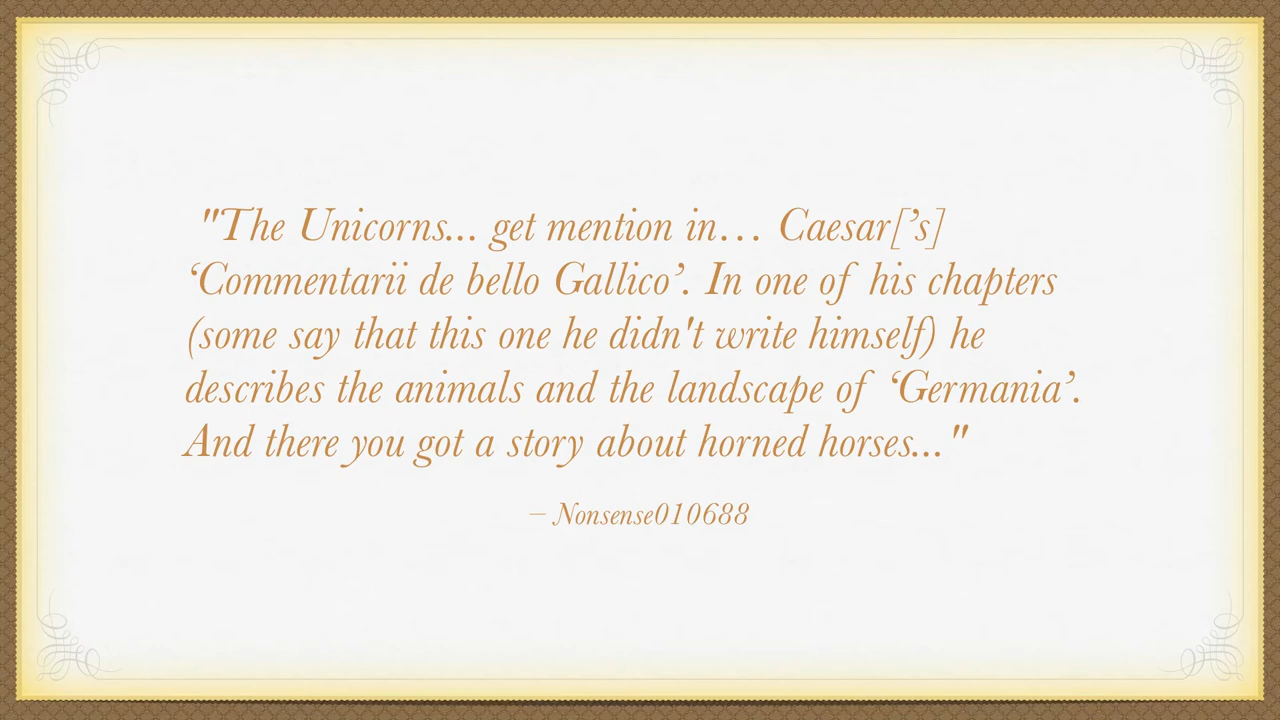 "The Unicorns... get mention in… Caesar[’s]
‘Commentarii de bello Gallico’. In one of his chapters
(some say that this one he didn't write himself) he
describes the animals and the landscape of ‘Germania’.
And there you got a story about horned horses..."
– Nonsense010688